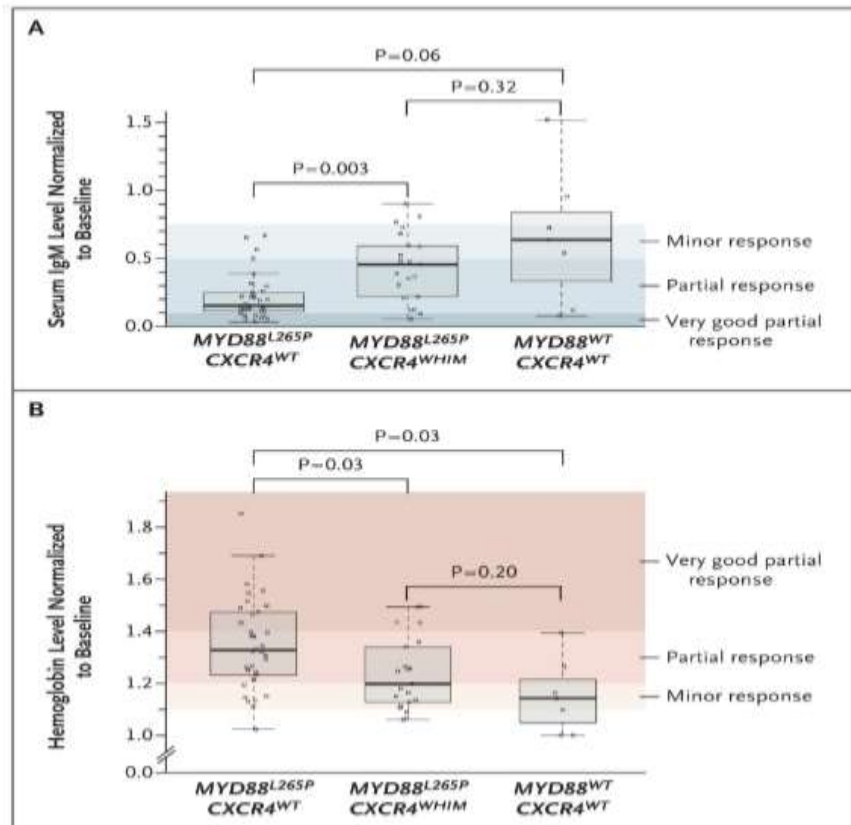 A
P=0.06
P=0.32
P=0.003
Serum IgM Level Normalized
to Baseline
1.5
1.0
0.5
0.0
Minor response
Partial response
Very good partial
response
MYD88L265P
CXCR4WT
MYD88L265P
CXCR4WHIM
MYD88WT
CXCR4WT
B
P=0.03
P=0.03
P=0.20
Hemoglobin Level Normalized
to Baseline
1.8
1.6
1.4
1.2
1.0
0.0
Very good partial
response
Partial response
Minor response
MYD88L265P
CXCR4WT
MYD88L265P
CXCR4WHIM
MYD88WT
CXCR4WT